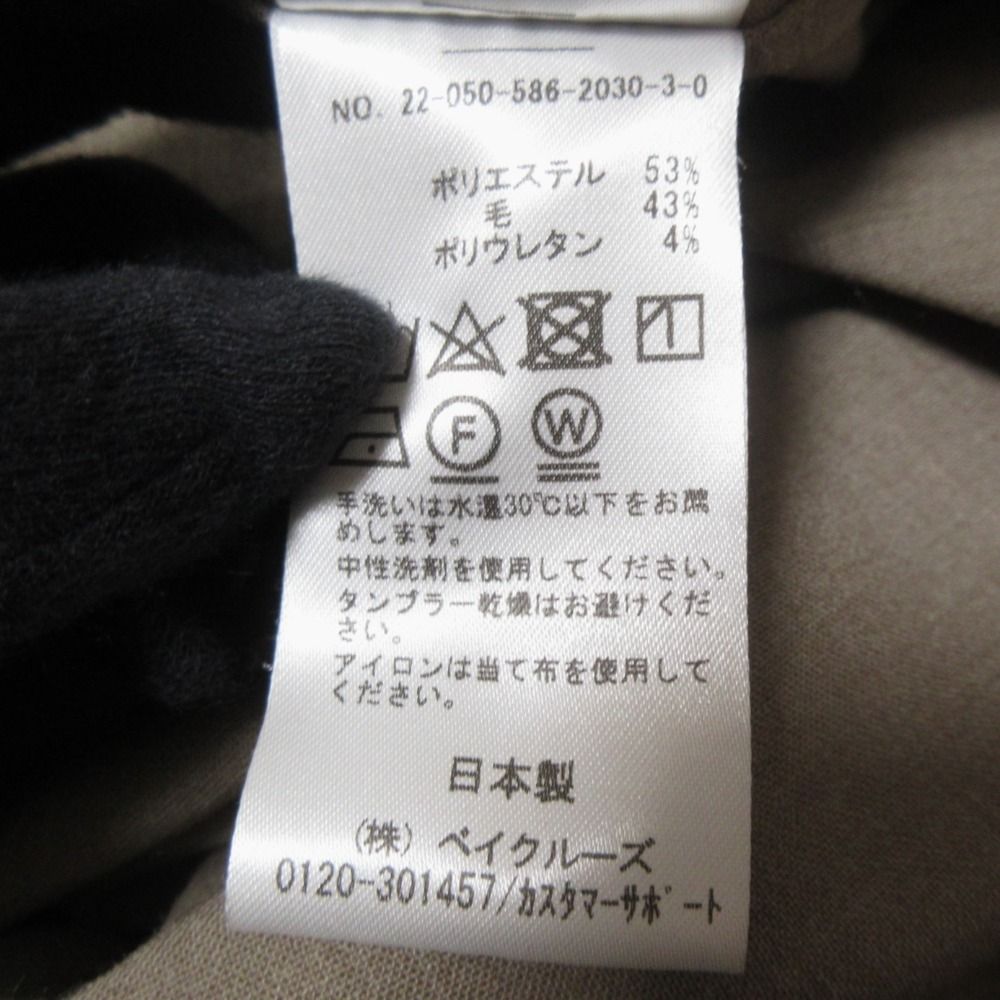 NO. 22-050-586-2030-3-0
ポリエステル 53%
毛 43%
ポリウレタン 4%
F W
手洗いは水温30℃以下をお薦
めします。
中性洗剤を使用してください。
タンブラー乾燥はお避けくだ
さい。
アイロンは当て布を使用して
ください。
日本製
(株) ベイクルーズ
0120-301457/カスタマーサポート